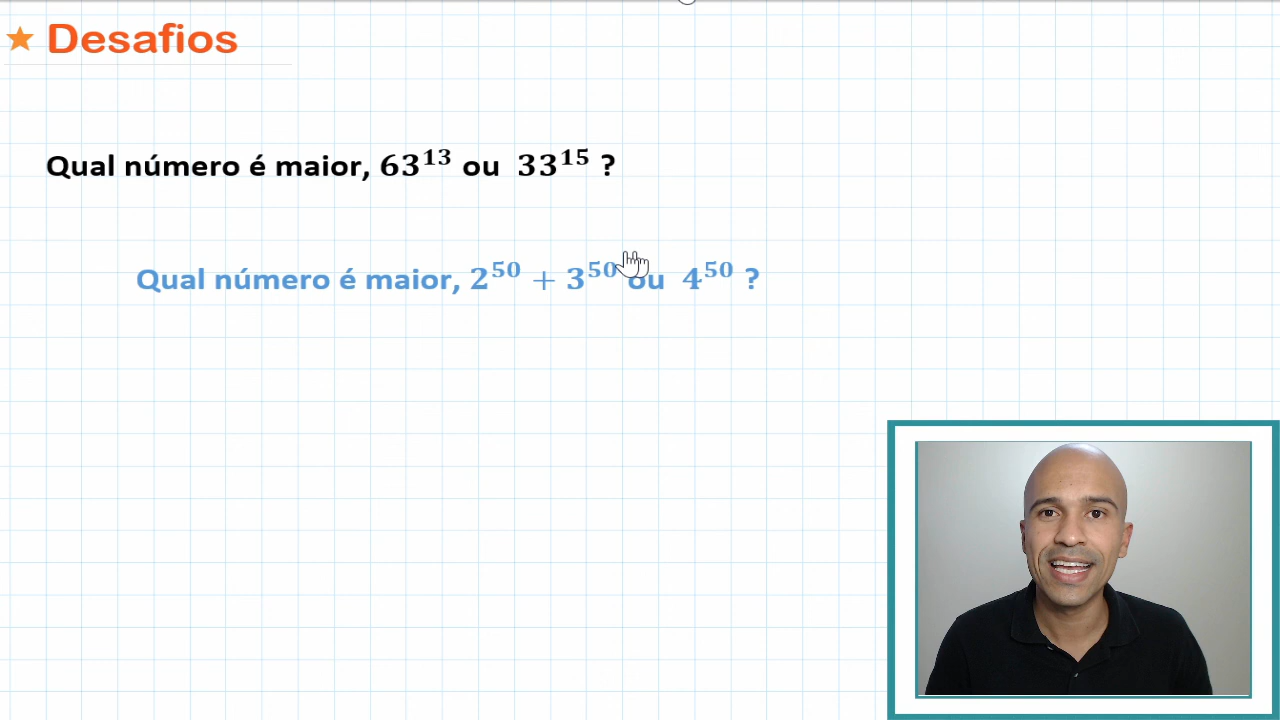 Desafios
Qual número é maior, 63¹³ ou 33¹⁵ ?
Qual número é maior, 2⁵⁰ + 3⁵⁰ ou 4⁵⁰ ?